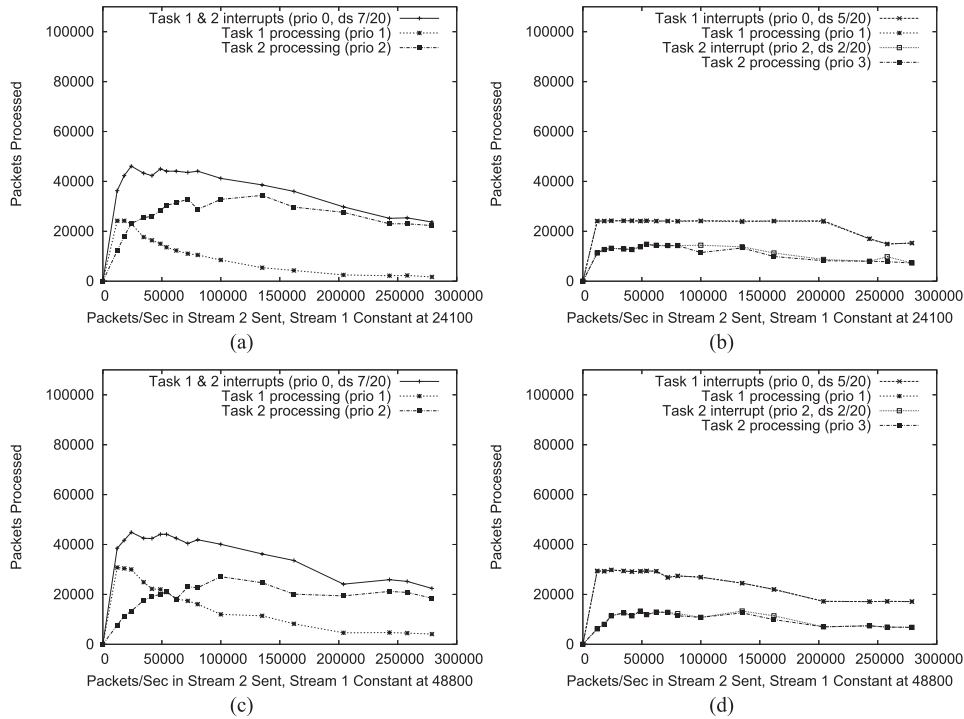 Task 1 & 2 interrupts (prio 0, ds 7/20)
Task 1 processing (prio 1)
Task 2 processing (prio 2)
100000
80000
60000
40000
20000
0
Packets Processed
0 50000 100000 150000 200000 250000 300000
Packets/Sec in Stream 2 Sent, Stream 1 Constant at 24100
(a)
Task 1 interrupts (prio 0, ds 5/20)
Task 1 processing (prio 1)
Task 2 interrupt (prio 2, ds 2/20)
Task 2 processing (prio 3)
100000
80000
60000
40000
20000
0
Packets Processed
0 50000 100000 150000 200000 250000 300000
Packets/Sec in Stream 2 Sent, Stream 1 Constant at 24100
(b)
Task 1 & 2 interrupts (prio 0, ds 7/20)
Task 1 processing (prio 1)
Task 2 processing (prio 2)
100000
80000
60000
40000
20000
0
Packets Processed
0 50000 100000 150000 200000 250000 300000
Packets/Sec in Stream 2 Sent, Stream 1 Constant at 48800
(c)
Task 1 interrupts (prio 0, ds 5/20)
Task 1 processing (prio 1)
Task 2 interrupt (prio 2, ds 2/20)
Task 2 processing (prio 3)
100000
80000
60000
40000
20000
0
Packets Processed
0 50000 100000 150000 200000 250000 300000
Packets/Sec in Stream 2 Sent, Stream 1 Constant at 48800
(d)